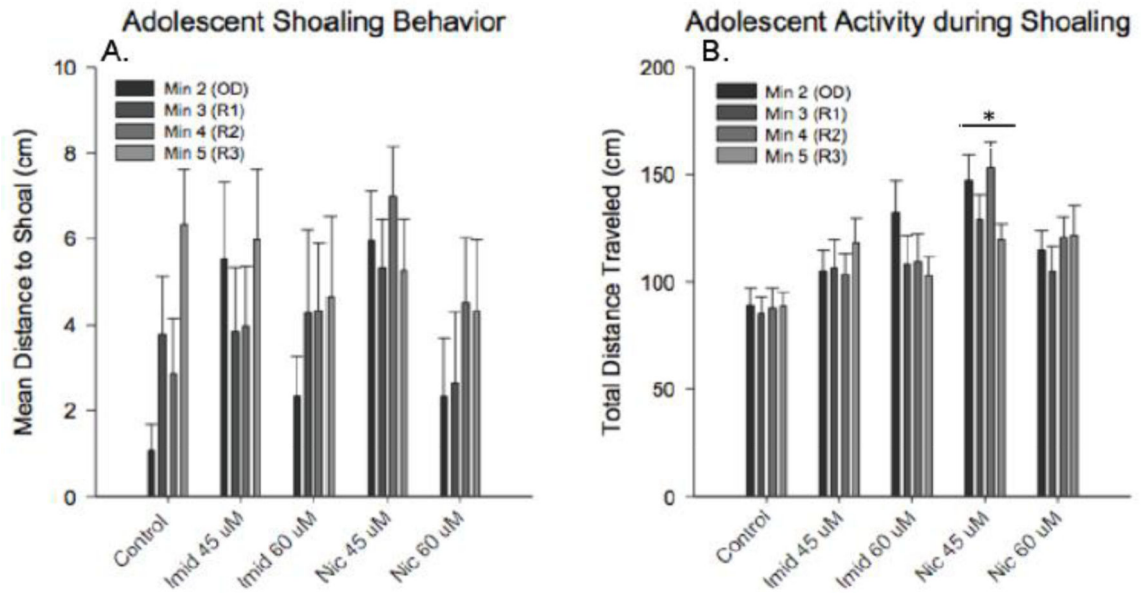 Adolescent Shoaling Behavior
A.
10
8
6
4
2
0
Mean Distance to Shoal (cm)
Min 2 (OD)
Min 3 (R1)
Min 4 (R2)
Min 5 (R3)
Control
Imid 45 uM
Imid 60 uM
Nic 45 uM
Nic 60 uM
Adolescent Activity during Shoaling
B.
200
150
100
50
0
Total Distance Traveled (cm)
Min 2 (OD)
Min 3 (R1)
Min 4 (R2)
Min 5 (R3)
*
Control
Imid 45 uM
Imid 60 uM
Nic 45 uM
Nic 60 uM